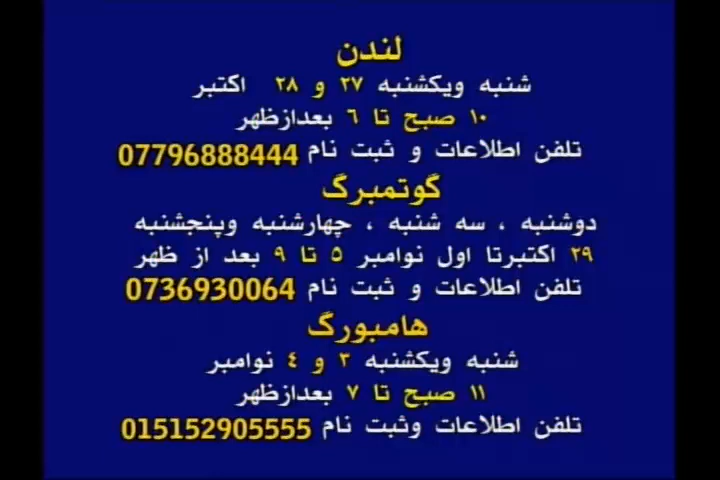 لندن
شنبه ویکشنبه ۲۷ و ۲۸ اکتبر
۱۰ صبح تا ۶ بعدازظهر
تلفن اطلاعات و ثبت نام 07796888444
گوتمبرگ
دوشنبه ، سه شنبه ، چهارشنبه وپنجشنبه
۲۹ اکتبرتا اول نوامبر ۵ تا ۹ بعد از ظهر
تلفن اطلاعات و ثبت نام 0736930064
هامبورگ
شنبه ویکشنبه ۳ و ۴ نوامبر
۱۱ صبح تا ۷ بعدازظهر
تلفن اطلاعات وثبت نام 015152905555